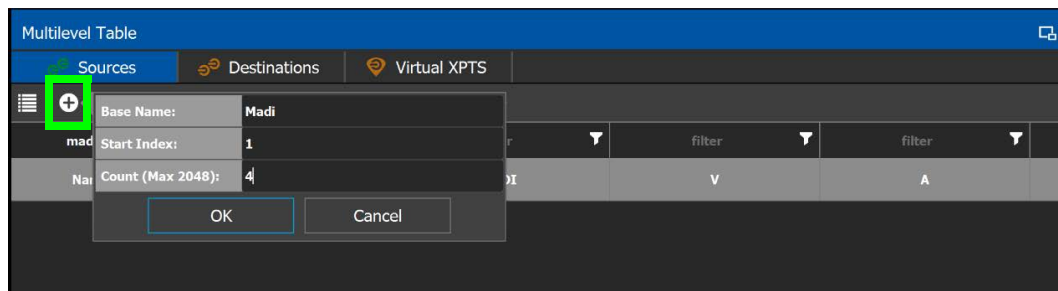 Multilevel Table
Sources Destinations Virtual XPTS
Base Name: Madi
mad Start Index: 1 filter filter
Count (Max 2048): 4 V A
OK Cancel